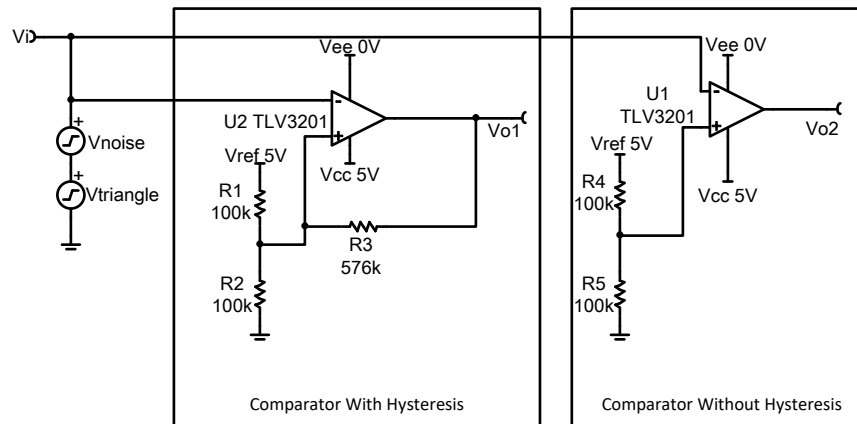 Vi
Vee 0V
Vee 0V
-
-
U1
TLV3201
U2 TLV3201
+
+
Vo1
Vo2
+
Vnoise
Vref 5V
Vref 5V
Vcc 5V
Vcc 5V
+
Vtriangle
R1
100k
R4
100k
R3
576k
R2
100k
R5
100k
Comparator With Hysteresis
Comparator Without Hysteresis